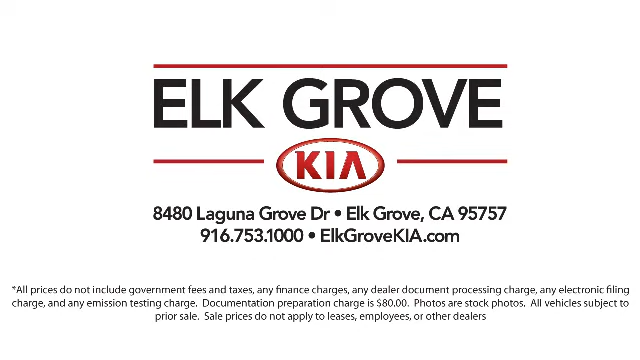 ELK GROVE
KIA
8480 Laguna Grove Dr • Elk Grove, CA 95757
916.753.1000 • ElkGroveKIA.com
*All prices do not include government fees and taxes, any finance charges, any dealer document processing charge, any electronic filing
charge, and any emission testing charge. Documentation preparation charge is $80.00. Photos are stock photos. All vehicles subject to
prior sale. Sale prices do not apply to leases, employees, or other dealers